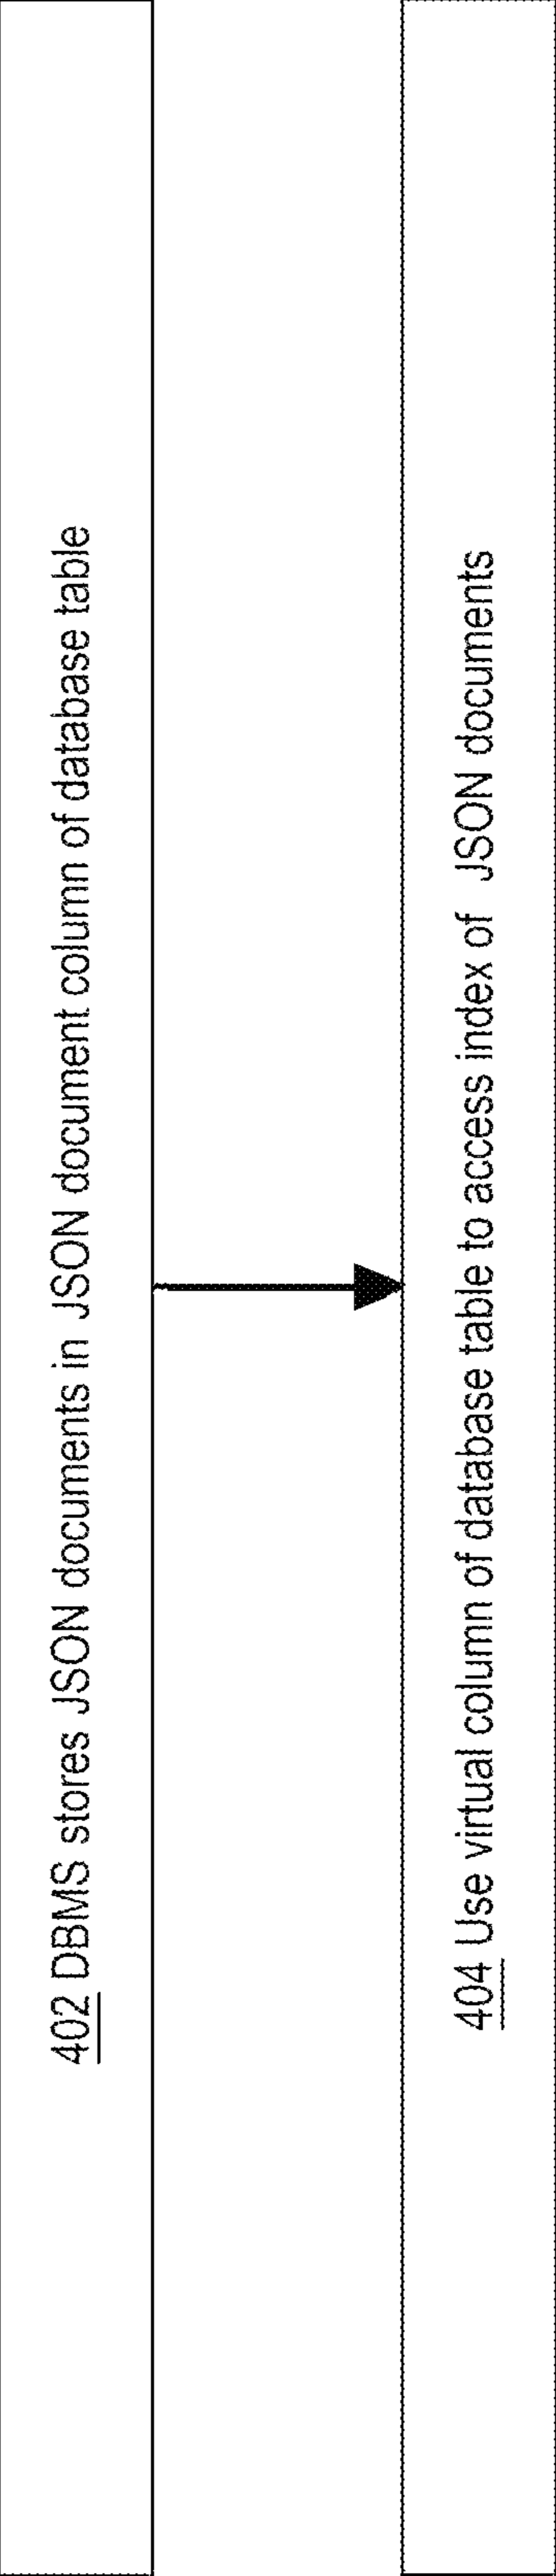 402 DBMS stores JSON documents in JSON document column of database table
404 Use virtual column of database table to access index of JSON documents